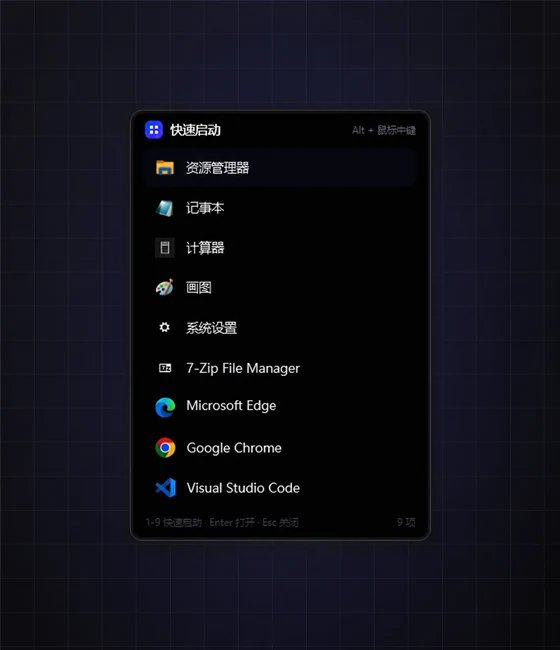 快速启动 Alt + 鼠标中键
资源管理器
记事本
计算器
画图
系统设置
7-Zip File Manager
Microsoft Edge
Google Chrome
Visual Studio Code
1-9 快速启动 · Enter 打开 · Esc 关闭 9 项